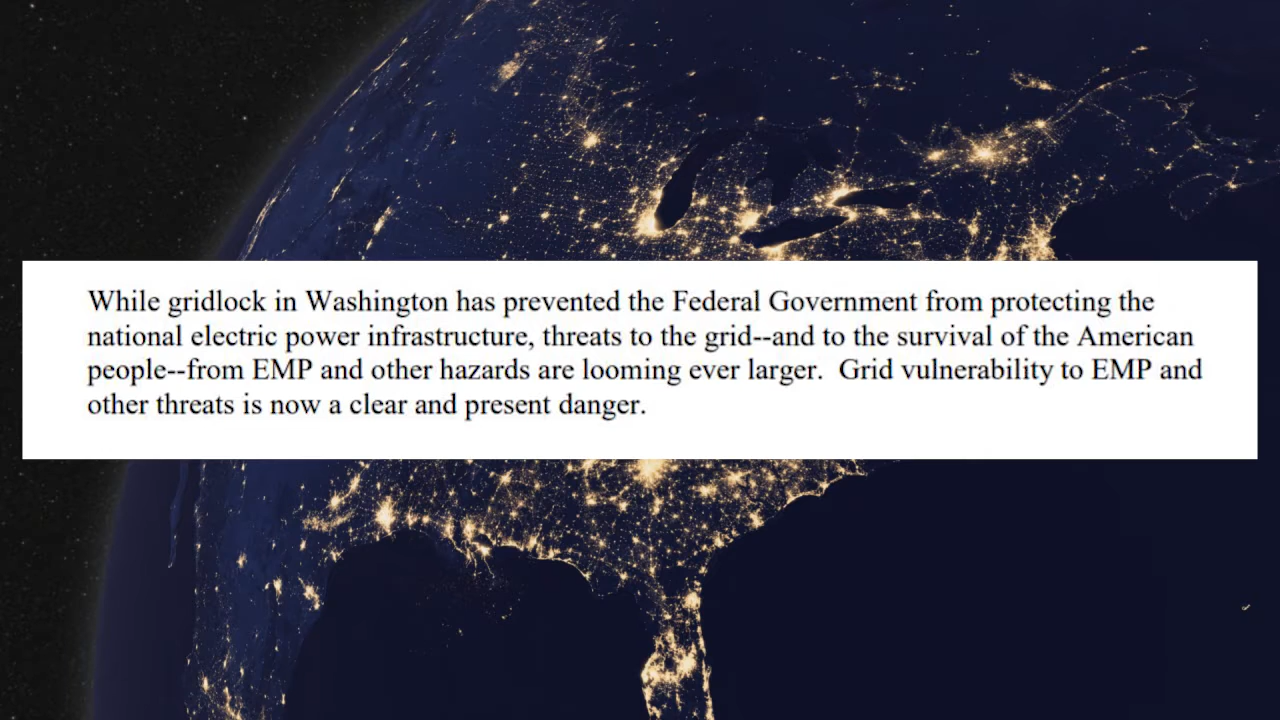 While gridlock in Washington has prevented the Federal Government from protecting the
national electric power infrastructure, threats to the grid--and to the survival of the American
people--from EMP and other hazards are looming ever larger.  Grid vulnerability to EMP and
other threats is now a clear and present danger.